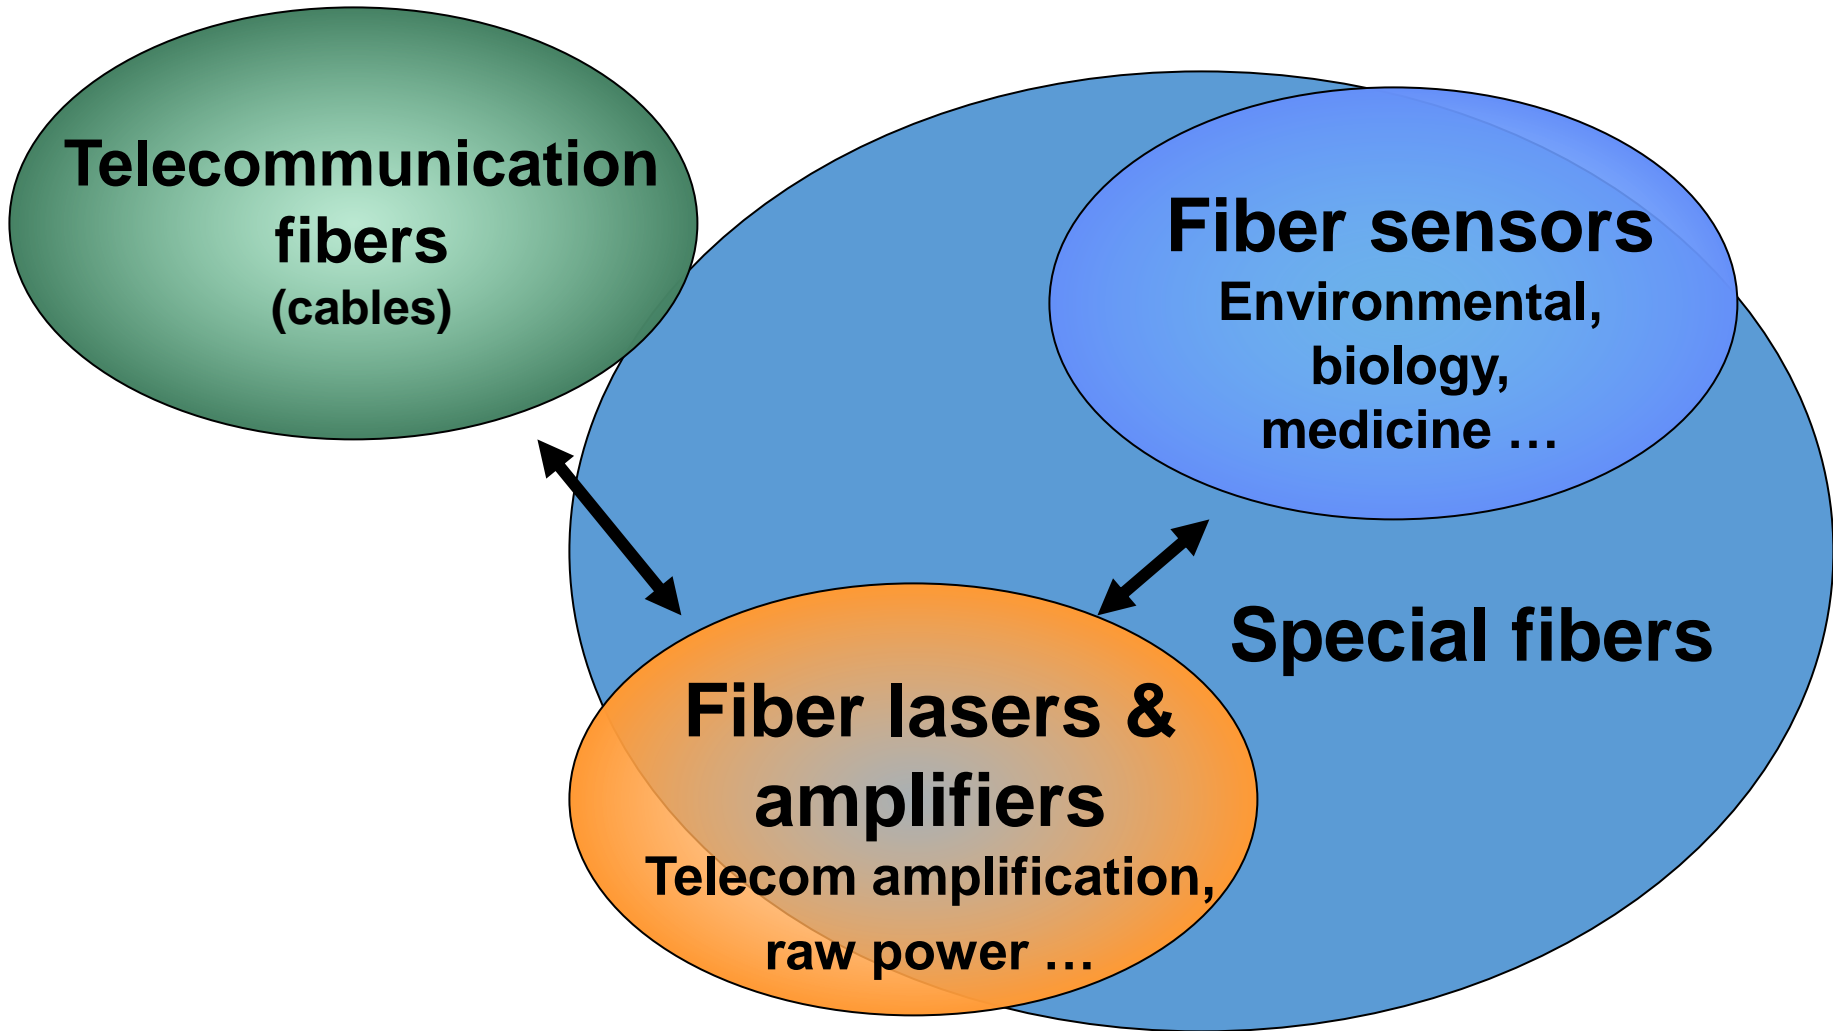 Telecommunication
fibers
(cables)
Fiber sensors
Environmental,
biology,
medicine …
Special fibers
Fiber lasers &
amplifiers
Telecom amplification,
raw power …